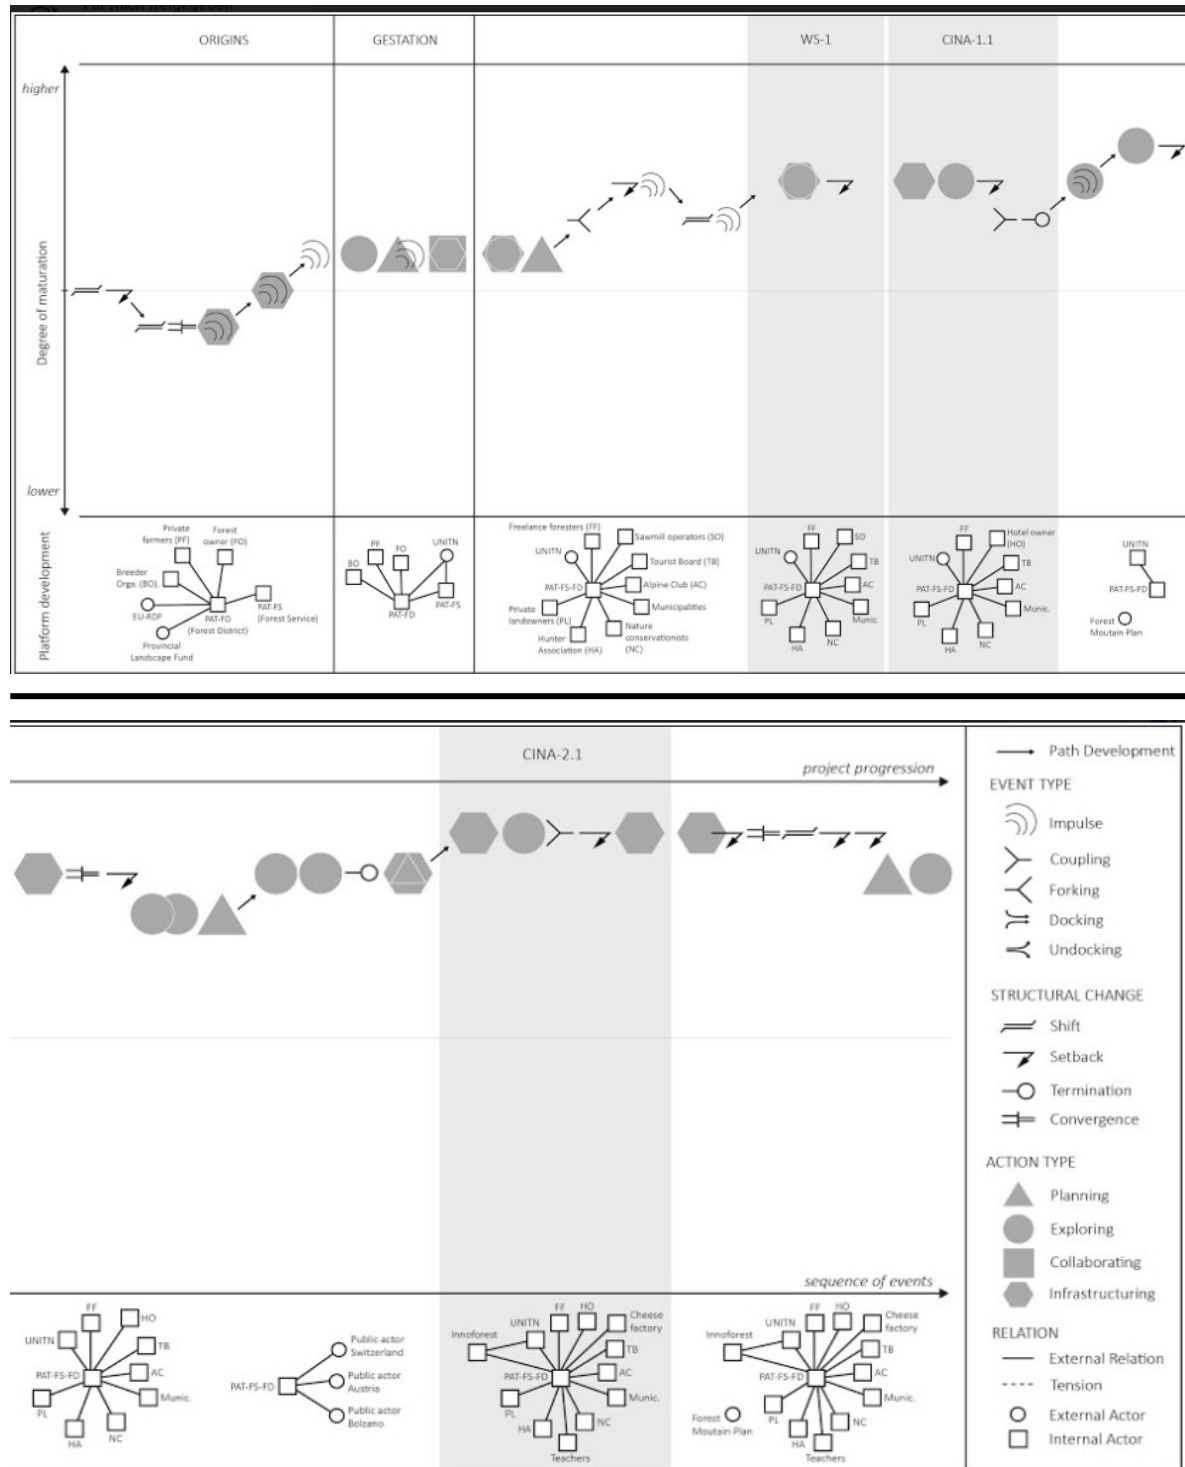 Für mich freigegeben
ORIGINS
GESTATION
WS-1
CINA-1.1
higher
Degree of maturation
lower
Platform development
Private
farmers (PF)
Forest
owner (FO)
Breeder
Orgs. (BO).
EU-RDF
PAT-FD
(Forest District)
PAT-FS
(Forest Service)
Provincial
Landscape Fund
BO
PF
FO
UNITN
PAT-FD
PAT-FS
Freelance foresters (FF)
Sawmill operators (SO)
UNITN
Tourist Board (TB)
PAT-FS-FD
Alpine Club (AC)
Private
landowners (PL)
Municipalities
Hunter
Association (HA)
Nature
conservationists
(NC)
FF
SO
UNITN
TB
PAT-FS-FD
AC
PL
Munic.
HA
NC
FF
Hotel owner
(HO)
UNITN
TB
PAT-FS-FD
AC
PL
Munic.
HA
NC
UNITN
PAT-FS-FD
Forest
Moutain Plan
CINA-2.1
project progression
sequence of events
FF
HO
UNITN
TB
PAT-FS-FD
AC
PL
Munic.
HA
NC
PAT-FS-FD
Public actor
Switzerland
Public actor
Austria
Public actor
Bolzano
Innoforest
UNITN
FF
HO
Cheese
factory
TB
PAT-FS-FD
AC
PL
Munic.
HA
NC
Teachers
Innoforest
UNITN
FF
HO
Cheese
factory
TB
PAT-FS-FD
AC
Munic.
Forest
Moutain Plan
PL
HA
NC
Teachers
Path Development
EVENT TYPE
Impulse
Coupling
Forking
Docking
Undocking
STRUCTURAL CHANGE
Shift
Setback
Termination
Convergence
ACTION TYPE
Planning
Exploring
Collaborating
Infrastructuring
RELATION
External Relation
Tension
External Actor
Internal Actor